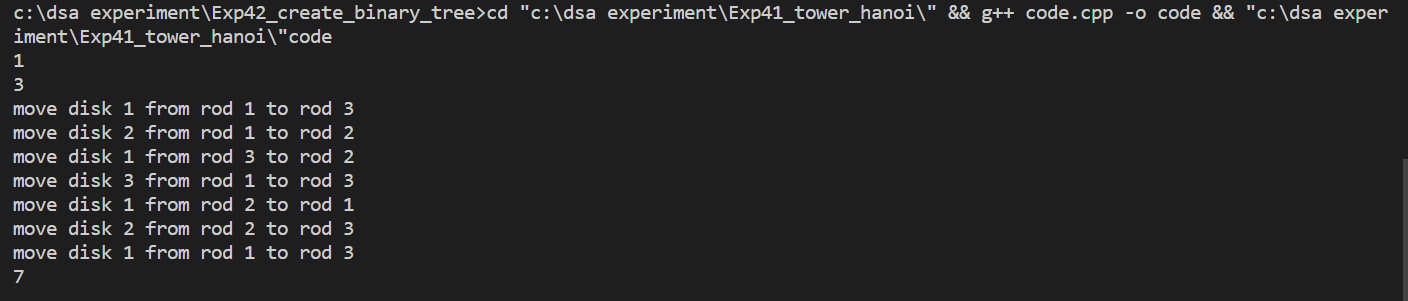 c:\dsa experiment\Exp42_create_binary_tree>cd "c:\dsa experiment\Exp41_tower_hanoi\" && g++ code.cpp -o code && "c:\dsa exper
iment\Exp41_tower_hanoi\"code
1
3
move disk 1 from rod 1 to rod 3
move disk 2 from rod 1 to rod 2
move disk 1 from rod 3 to rod 2
move disk 3 from rod 1 to rod 3
move disk 1 from rod 2 to rod 1
move disk 2 from rod 2 to rod 3
move disk 1 from rod 1 to rod 3
7